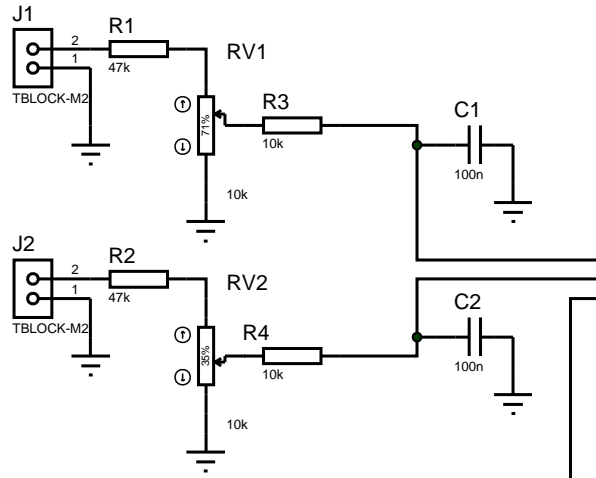 J1
2
1
TBLOCK-M2
R1
47k
RV1
71%
10k
R3
10k
C1
100n
J2
2
1
TBLOCK-M2
R2
47k
RV2
35%
10k
R4
10k
C2
100n